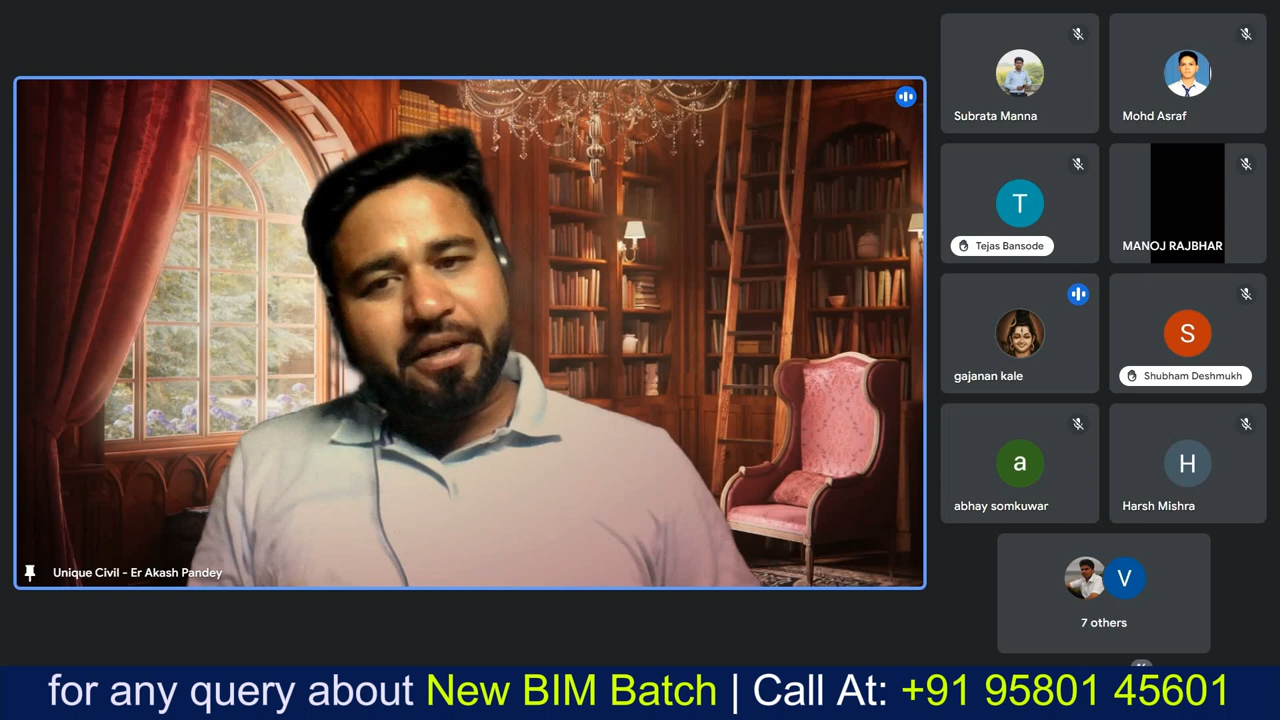 Subrata Manna
Mohd Asraf
T
Tejas Bansode
MANOJ RAJBHAR
gajanan kale
S
Shubham Deshmukh
a
abhay somkuwar
H
Harsh Mishra
V
7 others
Unique Civil - Er Akash Pandey
for any query about New BIM Batch | Call At: +91 95801 45601